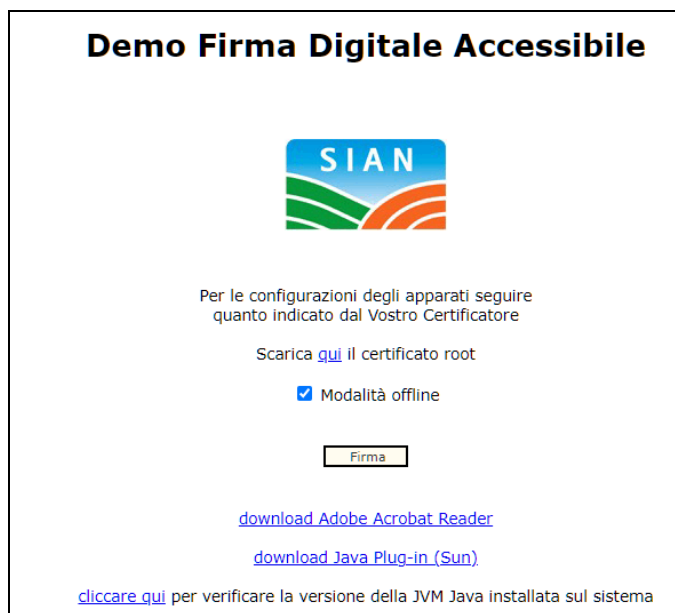 Demo Firma Digitale Accessibile
SIAN
Per le configurazioni degli apparati seguire
quanto indicato dal Vostro Certificatore
Scarica qui il certificato root
Modalità offline
Firma
download Adobe Acrobat Reader
download Java Plug-in (Sun)
cliccare qui per verificare la versione della JVM Java installata sul sistema